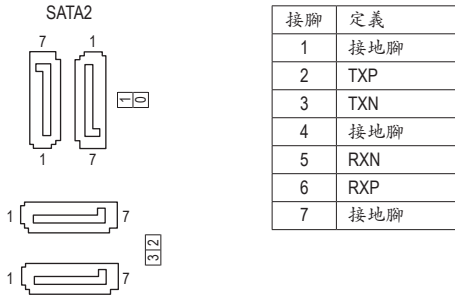 SATA2
7 1
1 0
1 7
1 7
3 2
1 7
接腳 定義
1 接地腳
2 TXP
3 TXN
4 接地腳
5 RXN
6 RXP
7 接地腳